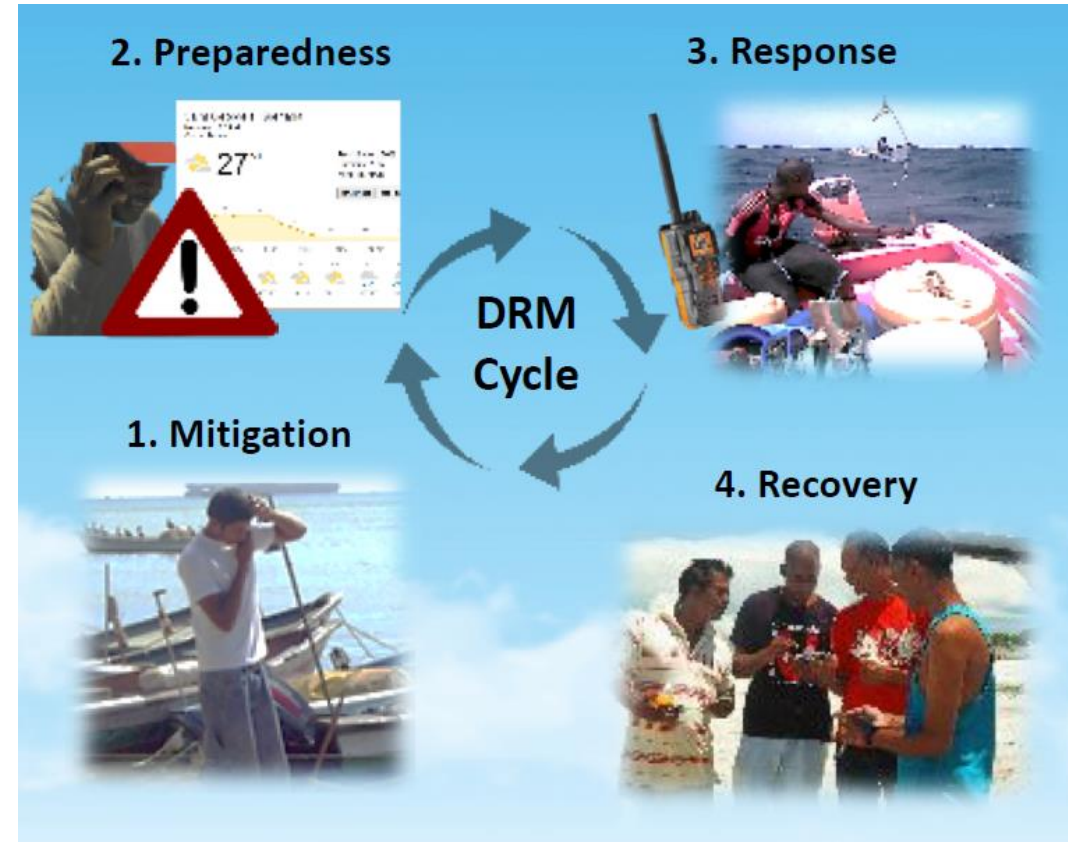 2. Preparedness
3. Response
27
DRM
Cycle
1. Mitigation
4. Recovery